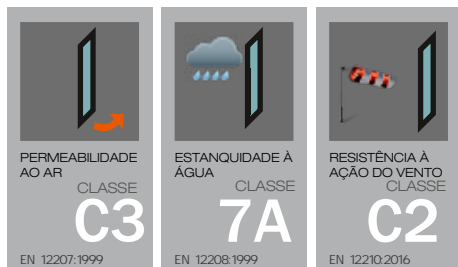 PERMEABILIDADE
AO AR
CLASSE
C3
EN 12207:1999
ESTANQUIDADE À
ÁGUA
CLASSE
7A
EN 12208:1999
RESISTÊNCIA À
AÇÃO DO VENTO
CLASSE
C2
EN 12210:2016